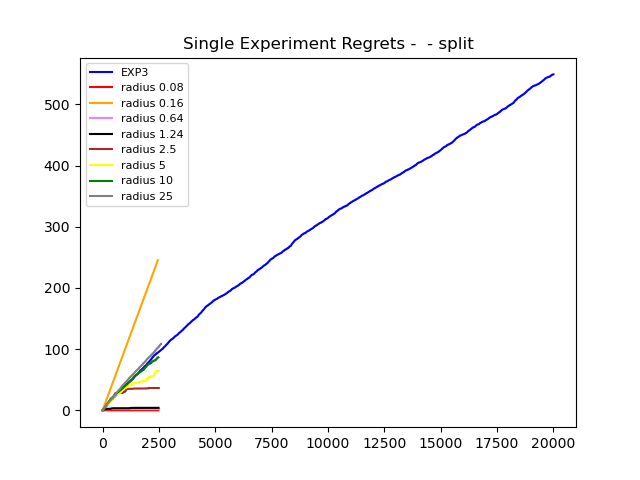 Single Experiment Regrets -  - split
EXP3
radius 0.08
radius 0.16
radius 0.64
radius 1.24
radius 2.5
radius 5
radius 10
radius 25
500
400
300
200
100
0
0 2500 5000 7500 10000 12500 15000 17500 20000